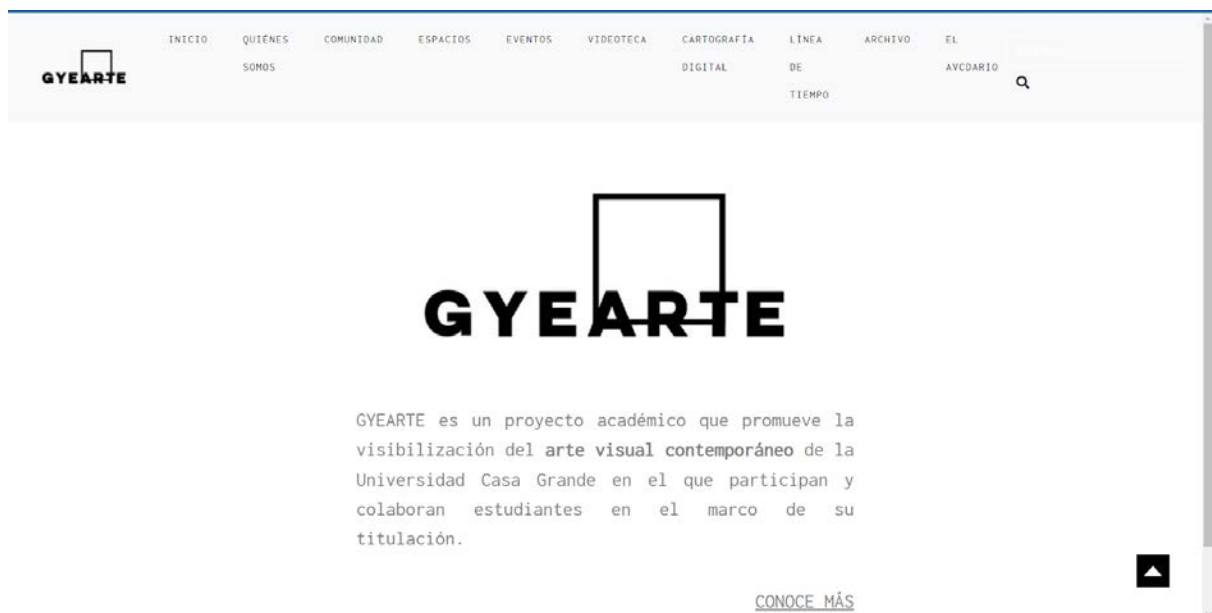 GYEARTE
INICIO QUIÉNES COMUNIDAD ESPACIOS EVENTOS VIDEOTECA CARTOGRAFÍA LÍNEA ARCHIVO EL
SOMOS DIGITAL DE AVCDARIO
TIEMPO
GYEARTE
GYEARTE es un proyecto académico que promueve la
visibilización del arte visual contemporáneo de la
Universidad Casa Grande en el que participan y
colaboran estudiantes en el marco de su
titulación.
CONOCE MÁS